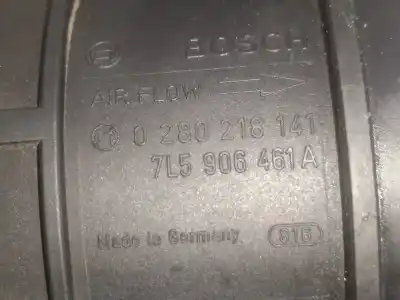 BOSCH
AIR FLOW
0 280 218 141
7L5 906 461 A
Made in Germany 616